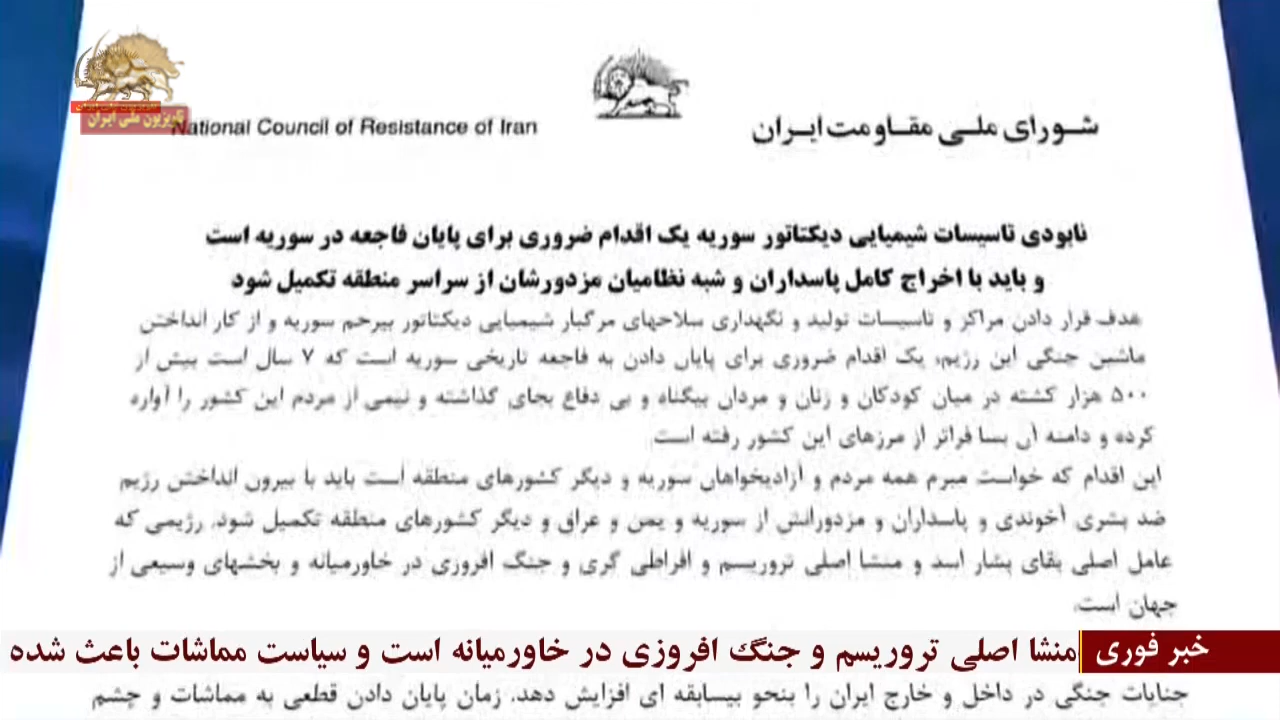 تلویزیون ملی ایران
National Council of Resistance of Iran
شورای ملی مقاومت ایران
نابودی تاسیسات شیمیایی دیکتاتور سوریه یک اقدام ضروری برای پایان فاجعه در سوریه است
و باید با اخراج کامل پاسداران و شبه نظامیان مزدورشان از سراسر منطقه تکمیل شود
هدف قرار دادن مراکز و تاسیسات تولید و نگهداری سلاحهای مرگبار شیمیایی دیکتاتور بیرحم سوریه و از کار انداختن
ماشین جنگی این رژیم، یک اقدام ضروری برای پایان دادن به فاجعه تاریخی سوریه است که ۷ سال است بیش از
۵۰۰ هزار کشته در میان کودکان و زنان و مردان بیگناه و بی دفاع بجای گذاشته و نیمی از مردم این کشور را آواره
کرده و دامنه آن بسا فراتر از مرزهای این کشور رفته است.
این اقدام که خواست مبرم همه مردم و آزادیخواهان سوریه و دیگر کشورهای منطقه است باید با بیرون انداختن رژیم
ضد بشری آخوندی و پاسداران و مزدورانش از سوریه و یمن و عراق و دیگر کشورهای منطقه تکمیل شود. رژیمی که
عامل اصلی بقای بشار اسد و منشا اصلی تروریسم و افراطی گری و جنگ افروزی در خاورمیانه و بخشهای وسیعی از
جهان است.
خبر فوری
منشا اصلی تروریسم و جنگ افروزی در خاورمیانه است و سیاست مماشات باعث شده
جنایات جنگی در داخل و خارج ایران را بنحو بیسابقه ای افزایش دهد. زمان پایان دادن قطعی به مماشات و چشم